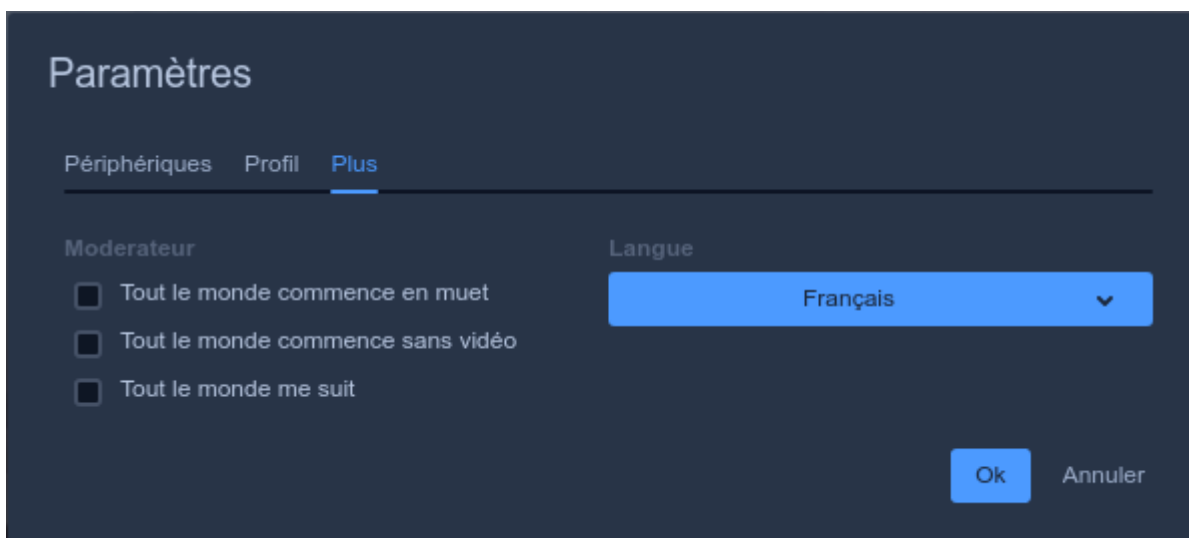 Paramètres
Périphériques Profil Plus
Moderateur
Tout le monde commence en muet
Tout le monde commence sans vidéo
Tout le monde me suit
Langue
Français
Ok Annuler